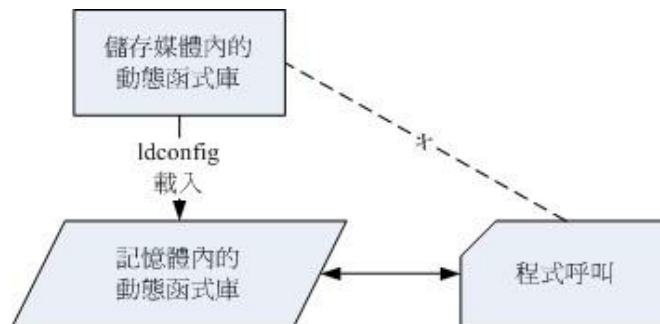 儲存媒體內的
動態函式庫
ldconfig
載入
記憶體內的
動態函式庫
程式呼叫